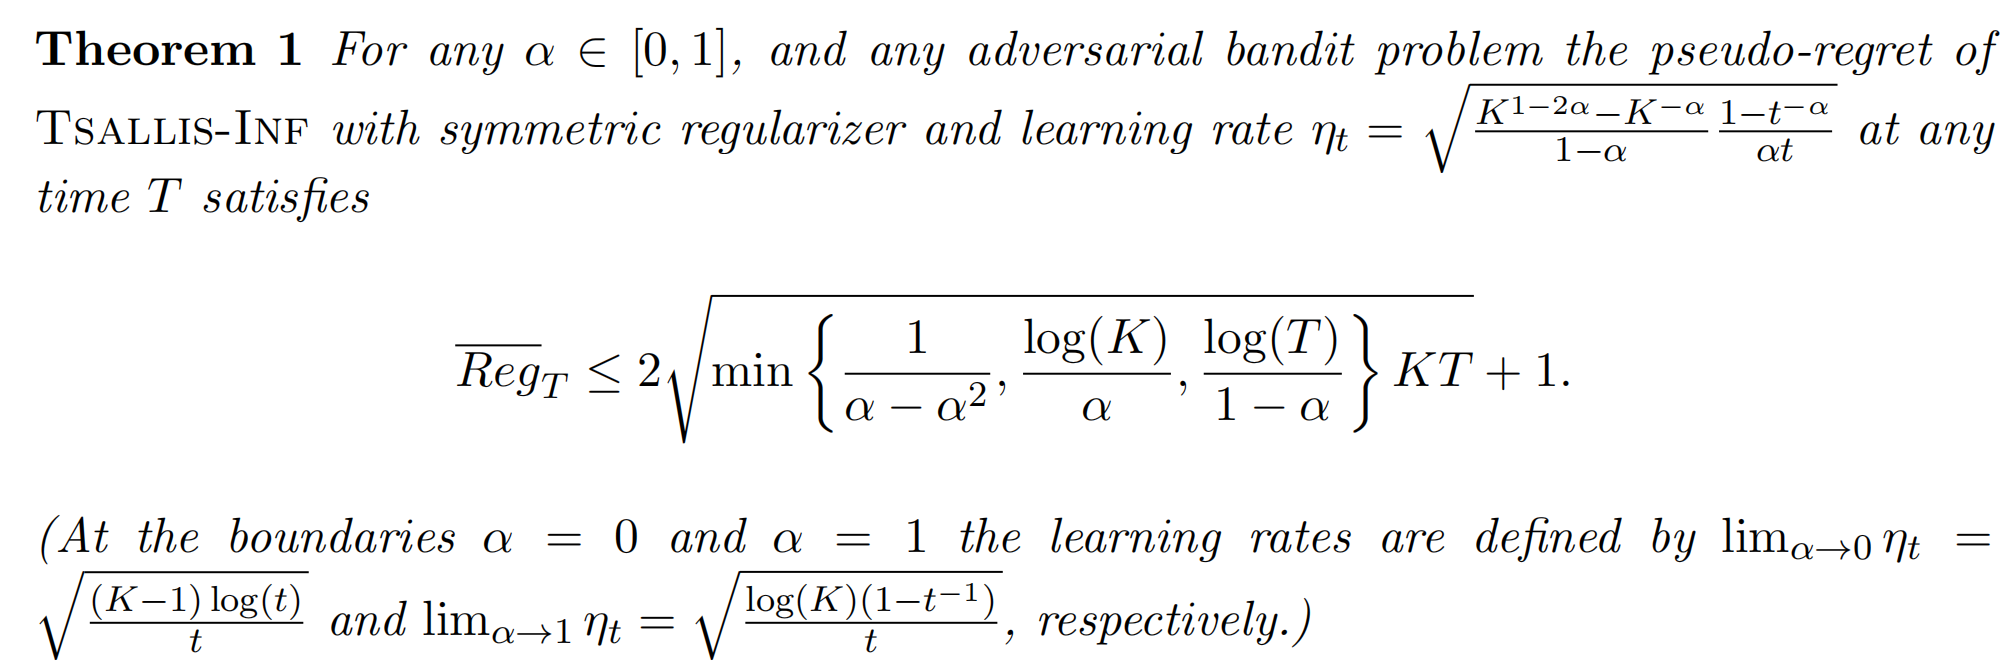 Theorem 1 For any α ∈ [0, 1], and any adversarial bandit problem the pseudo-regret of
TSALLIS-INF with symmetric regularizer and learning rate $\eta_t = \sqrt{\frac{K^{1-2\alpha}-K^{-\alpha}}{1-\alpha}\frac{1-t^{-\alpha}}{\alpha t}}$ at any
time T satisfies
$\overline{Reg}_T \leq 2\sqrt{\min\left\{\frac{1}{\alpha-\alpha^2}, \frac{\log(K)}{\alpha}, \frac{\log(T)}{1-\alpha}\right\}KT} + 1.$
(At the boundaries α = 0 and α = 1 the learning rates are defined by $\lim_{\alpha\to 0} \eta_t =$
$\sqrt{\frac{(K-1)\log(t)}{t}}$ and $\lim_{\alpha\to 1} \eta_t = \sqrt{\frac{\log(K)(1-t^{-1})}{t}}$, respectively.)